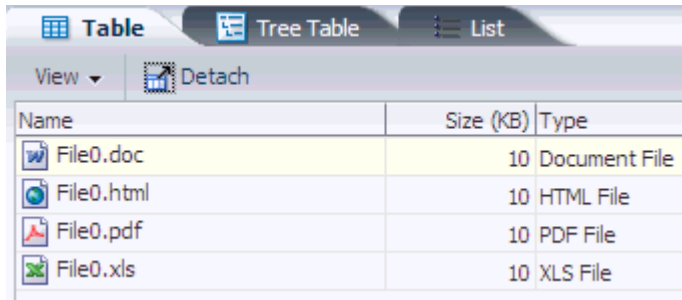 Table Tree Table List
View Detach
Name Size (KB) Type
File0.doc 10 Document File
File0.html 10 HTML File
File0.pdf 10 PDF File
File0.xls 10 XLS File